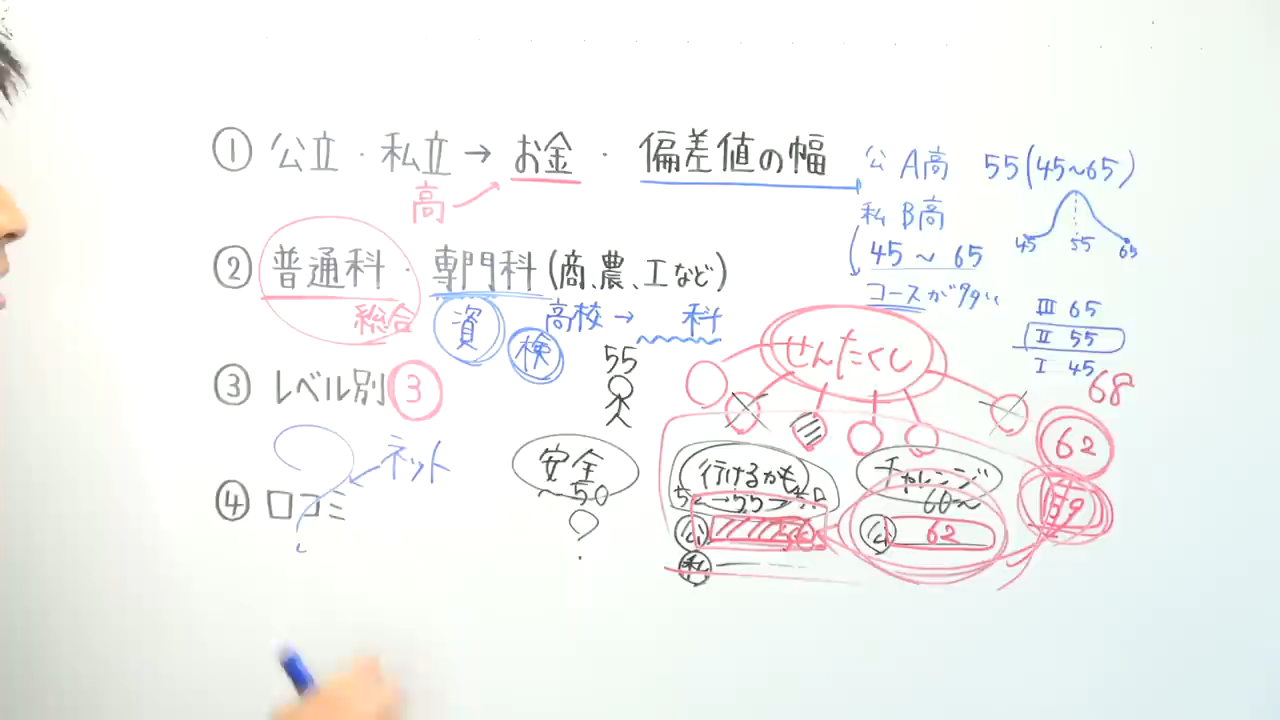 ① 公立・私立 → お金 ・ 偏差値の幅
高
公 A高 55(45~65)
私 B高
45 ~ 65
コースが多い
45 55 65
② 普通科・専門科(商、農、工など)
総合
資
検
高校→ 科
Ⅲ 65
Ⅱ 55
Ⅰ 45
68
せんたくし
55
③ レベル別 ③
62
59
ネット
④ 口コミ
安全
~50
行けるかも
チャレンジ
60~
公
公 62
私